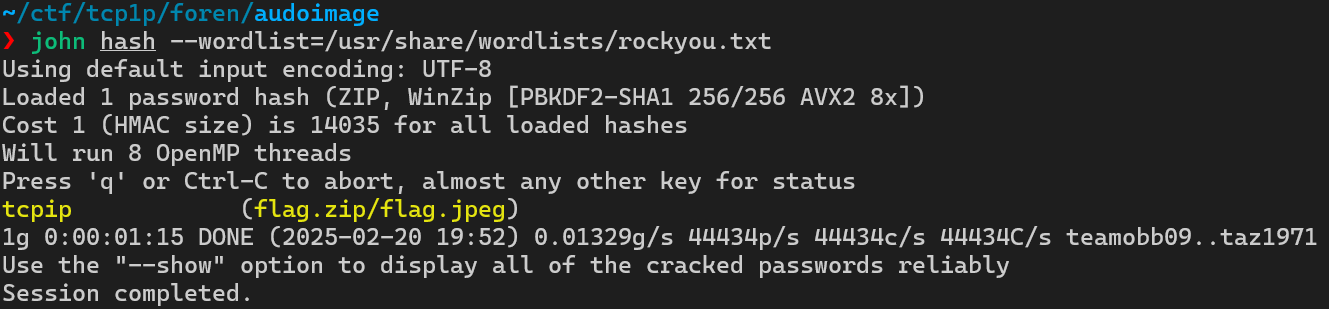 ~/ctf/tcp1p/foren/audoimage
❯ john hash --wordlist=/usr/share/wordlists/rockyou.txt
Using default input encoding: UTF-8
Loaded 1 password hash (ZIP, WinZip [PBKDF2-SHA1 256/256 AVX2 8x])
Cost 1 (HMAC size) is 14035 for all loaded hashes
Will run 8 OpenMP threads
Press 'q' or Ctrl-C to abort, almost any other key for status
tcpip            (flag.zip/flag.jpeg)
1g 0:00:01:15 DONE (2025-02-20 19:52) 0.01329g/s 44434p/s 44434c/s 44434C/s teamobb09..taz1971
Use the "--show" option to display all of the cracked passwords reliably
Session completed.